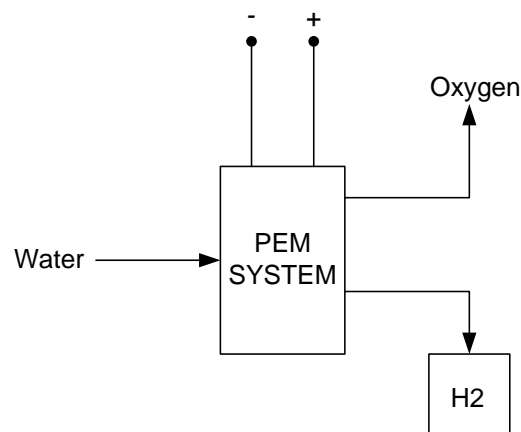 - +
Oxygen
PEM
SYSTEM
Water
H2